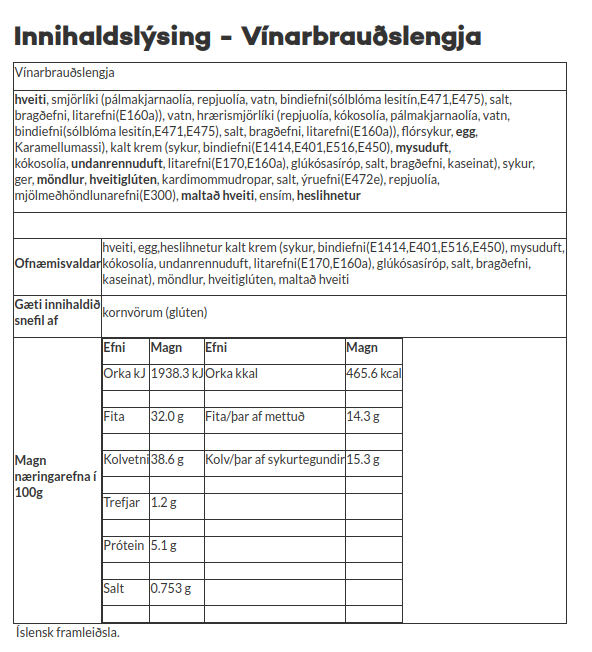 Innihaldslýsing - Vínarbrauðslengja
Vínarbrauðslengja
hveiti, smjörlíki (pálmakjarnaolía, repjuolía, vatn, bindiefni(sólblóma lesitín,E471,E475), salt,
bragðefni, litarefni(E160a)), vatn, hrærismjörlíki (repjuolía, kókosolía, pálmakjarnaolía, vatn,
bindiefni(sólblóma lesitín,E471,E475), salt, bragðefni, litarefni(E160a)), flórsykur, egg,
Karamellumassi), kalt krem (sykur, bindiefni(E1414,E401,E516,E450), mysuduft,
kókosolía, undanrennuduft, litarefni(E170,E160a), glúkósasíróp, salt, bragðefni, kaseinat), sykur,
ger, möndlur, hveitiglúten, kardimommudropar, salt, ýruefni(E472e), repjuolía,
mjölmeðhöndlunarefni(E300), maltað hveiti, ensím, heslihnetur
Ofnæmisvaldar
hveiti, egg,heslihnetur kalt krem (sykur, bindiefni(E1414,E401,E516,E450), mysuduft,
kókosolía, undanrennuduft, litarefni(E170,E160a), glúkósasíróp, salt, bragðefni,
kaseinat), möndlur, hveitiglúten, maltað hveiti
Gæti innihaldið
snefil af
kornvörum (glúten)
Magn
næringarefna í
100g
Efni Magn Efni Magn
Orka kJ 1938.3 kJ Orka kkal 465.6 kcal
Fita 32.0 g Fita/þar af mettuð 14.3 g
Kolvetni 38.6 g Kolv/þar af sykurtegundir 15.3 g
Trefjar 1.2 g
Prótein 5.1 g
Salt 0.753 g
Íslensk framleiðsla.